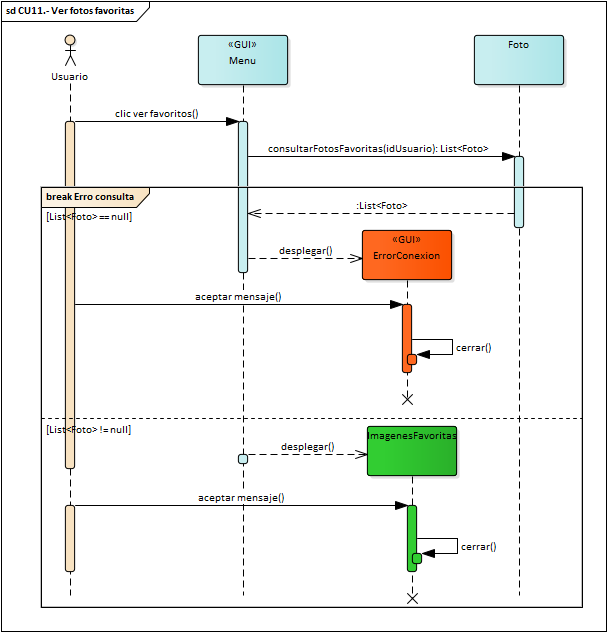 sd CU11.- Ver fotos favoritas
Usuario
«GUI»
Menu
Foto
clic ver favoritos()
consultarFotosFavoritas(idUsuario): List<Foto>
break Erro consulta
[List<Foto> == null]
:List<Foto>
«GUI»
ErrorConexion
desplegar()
aceptar mensaje()
cerrar()
[List<Foto> != null]
ImagenesFavoritas
desplegar()
aceptar mensaje()
cerrar()